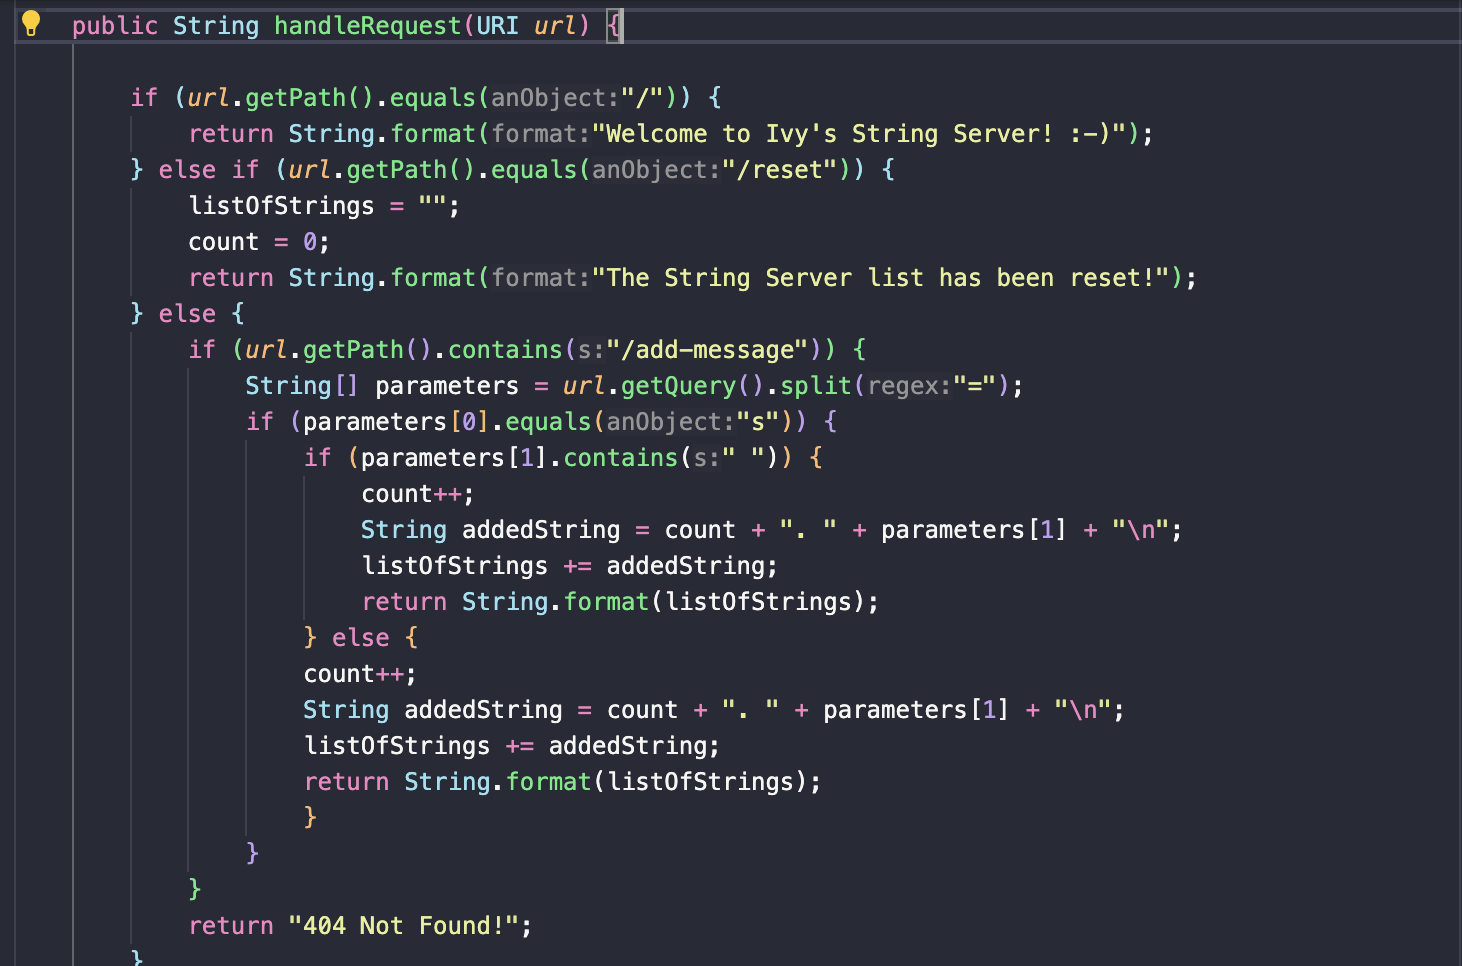 public String handleRequest(URI url) {
if (url.getPath().equals(anObject:"/")) {
return String.format(format:"Welcome to Ivy's String Server! :-)");
} else if (url.getPath().equals(anObject:"/reset")) {
listOfStrings = "";
count = 0;
return String.format(format:"The String Server list has been reset!");
} else {
if (url.getPath().contains(s:"/add-message")) {
String[] parameters = url.getQuery().split(regex:"=");
if (parameters[0].equals(anObject:"s")) {
if (parameters[1].contains(s:" ")) {
count++;
String addedString = count + ". " + parameters[1] + "\n";
listOfStrings += addedString;
return String.format(listOfStrings);
} else {
count++;
String addedString = count + ". " + parameters[1] + "\n";
listOfStrings += addedString;
return String.format(listOfStrings);
}
}
}
return "404 Not Found!";
}